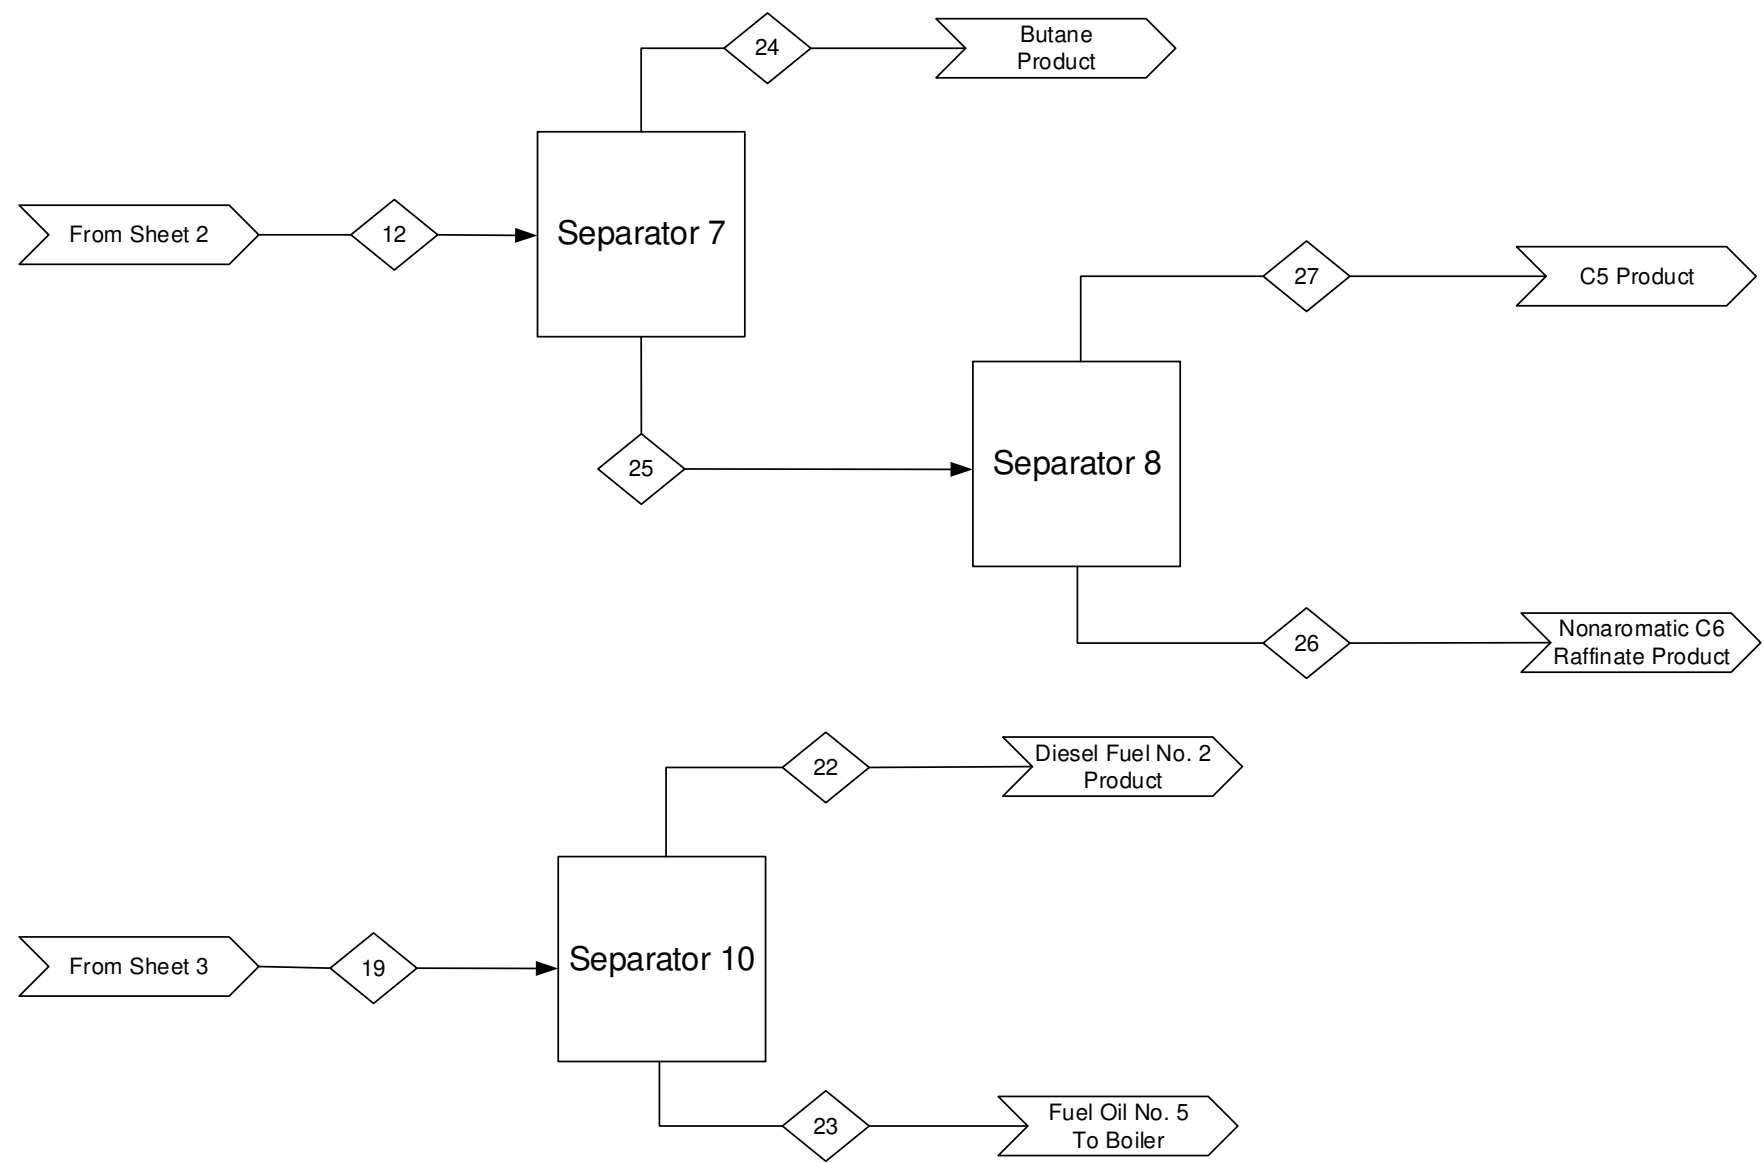 24
Butane
Product
From Sheet 2
12
Separator 7
27
C5 Product
25
Separator 8
26
Nonaromatic C6
Raffinate Product
22
Diesel Fuel No. 2
Product
From Sheet 3
19
Separator 10
23
Fuel Oil No. 5
To Boiler